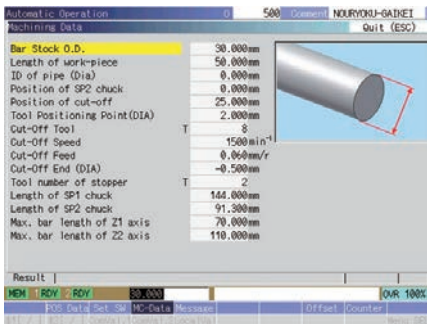 Automatic Operation 0 500 Comment NOURYOKU-GAIKEI
Machining Data Quit (ESC)
Bar Stock O.D. 30.000mm
Length of work-piece 50.000mm
ID of pipe (Dia) 0.000mm
Position of SP2 chuck 0.000mm
Position of cut-off 25.000mm
Tool Positioning Point(DIA) 2.000mm
Cut-Off Tool T 8
Cut-Off Speed 1500min⁻¹
Cut-Off Feed 0.060mm/r
Cut-Off End (DIA) -0.500mm
Tool number of stopper T 2
Length of SP1 chuck 144.000mm
Length of SP2 chuck 91.300mm
Max. bar length of Z1 axis 70.000mm
Max. bar length of Z2 axis 110.000mm
Result
MEM 1 RDY 2 RDY 30.000 OVR 100%
POS Data Set SW MC-Data Message Offset Counter